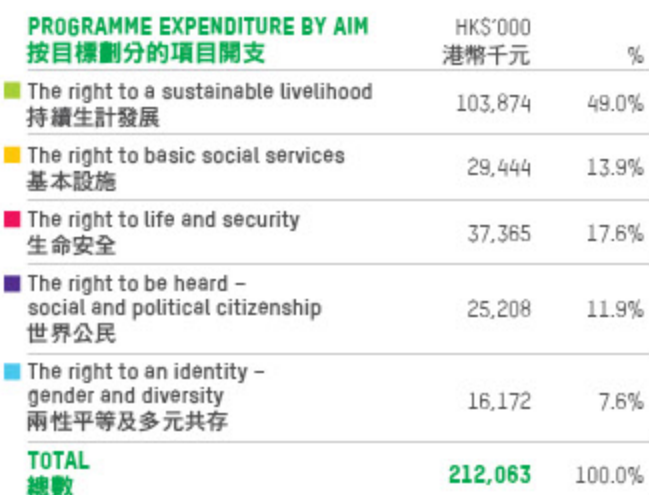 PROGRAMME EXPENDITURE BY AIM HK$'000
按目標劃分的項目開支 港幣千元 %
The right to a sustainable livelihood
持續生計發展 103,874 49.0%
The right to basic social services
基本設施 29,444 13.9%
The right to life and security
生命安全 37,365 17.6%
The right to be heard –
social and political citizenship 25,208 11.9%
世界公民
The right to an identity –
gender and diversity 16,172 7.6%
兩性平等及多元共存
TOTAL 212,063 100.0%
總數